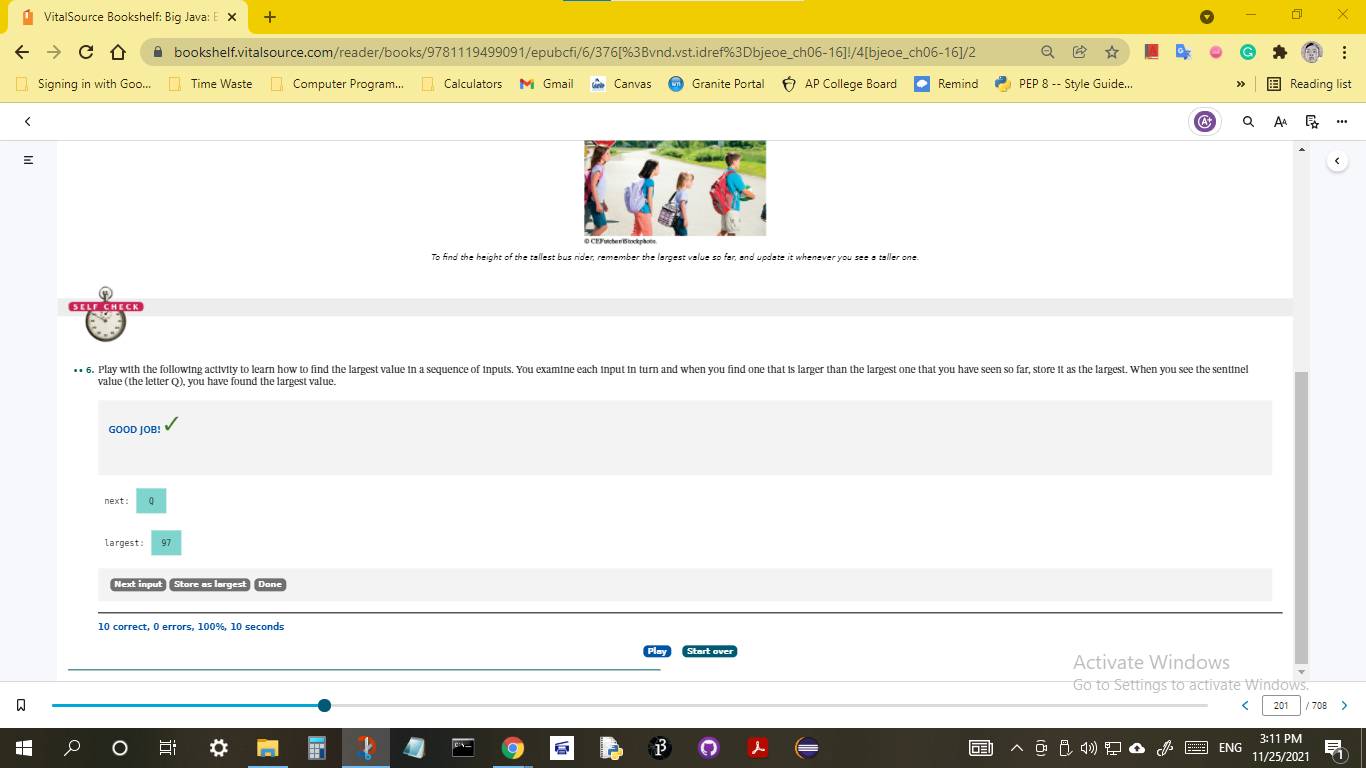 VitalSource Bookshelf: Big Java: E
bookshelf.vitalsource.com/reader/books/9781119499091/epubcfi/6/376[%3Bvnd.vst.idref%3Dbjeoe_ch06-16]!/4[bjeoe_ch06-16]/2
Signing in with Goo... Time Waste Computer Program... Calculators Gmail Canvas Granite Portal AP College Board Remind PEP 8 -- Style Guide... » Reading list
A+ AA
© CEFutcher/iStockphoto.
To find the height of the tallest bus rider, remember the largest value so far, and update it whenever you see a taller one.
SELF CHECK
•• 6. Play with the following activity to learn how to find the largest value in a sequence of inputs. You examine each input in turn and when you find one that is larger than the largest one that you have seen so far, store it as the largest. When you see the sentinel
value (the letter Q), you have found the largest value.
GOOD JOB! ✓
next: Q
largest: 97
Next input Store as largest Done
10 correct, 0 errors, 100%, 10 seconds
Play Start over
Activate Windows
Go to Settings to activate Windows.
201 / 708
ENG 3:11 PM
11/25/2021 1